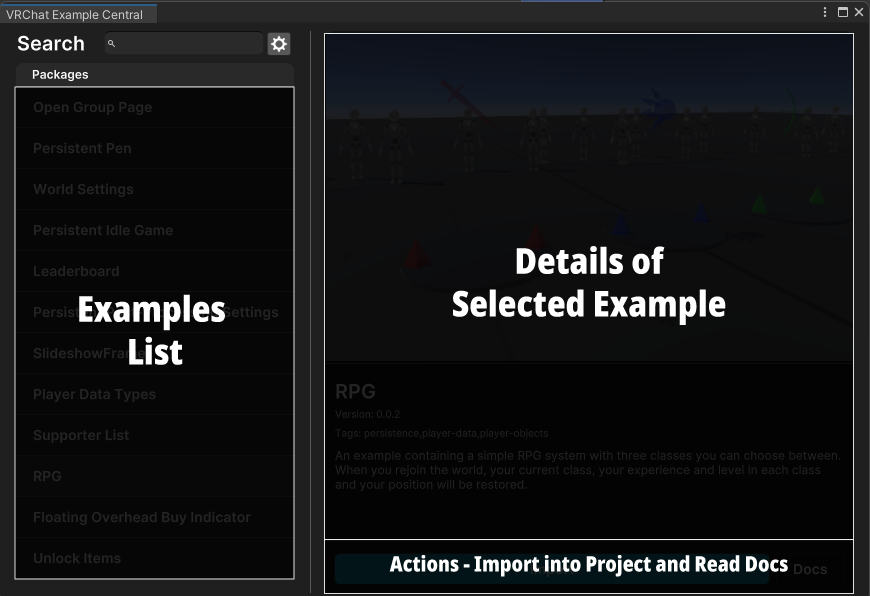 VRChat Example Central
Search
Packages
Open Group Page
Persistent Pen
World Settings
Persistent Idle Game
Leaderboard
Persist Settings
SlideshowFra
Player Data Types
Supporter List
RPG
Floating Overhead Buy Indicator
Unlock Items
Examples
List
Details of
Selected Example
RPG
Version: 0.0.2
Tags: persistence,player-data,player-objects
An example containing a simple RPG system with three classes you can choose between.
When you rejoin the world, your current class, your experience and level in each class
and your position will be restored.
Actions - Import into Project and Read Docs
Docs